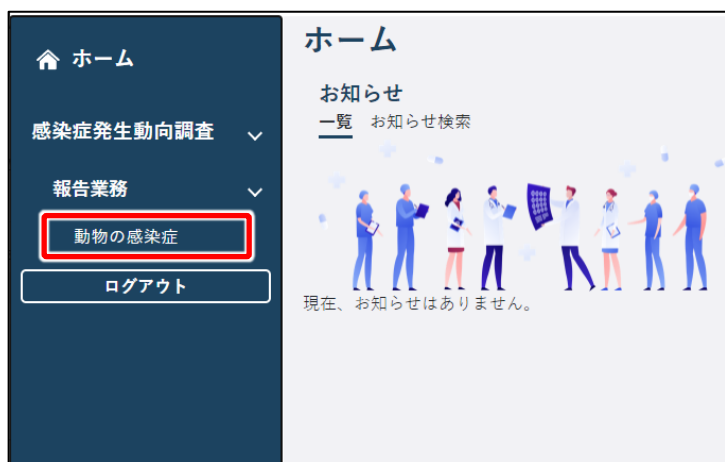 ホーム
感染症発生動向調査
報告業務
動物の感染症
ログアウト
ホーム
お知らせ
一覧 お知らせ検索
現在、お知らせはありません。